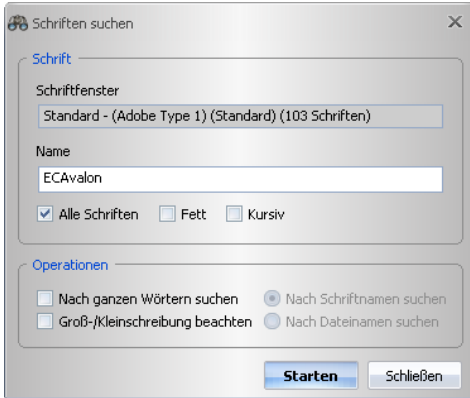 Schriften suchen
Schrift
Schriftfenster
Standard - (Adobe Type 1) (Standard) (103 Schriften)
Name
ECAvalon
Alle Schriften Fett Kursiv
Operationen
Nach ganzen Wörtern suchen Nach Schriftnamen suchen
Groß-/Kleinschreibung beachten Nach Dateinamen suchen
Starten Schließen